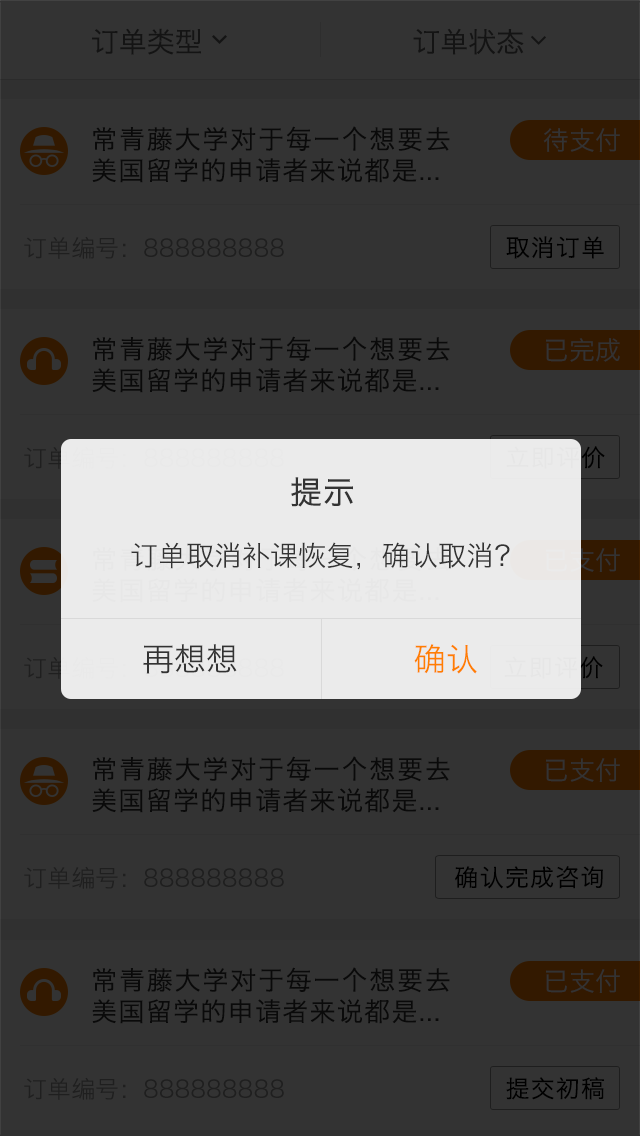 订单类型
订单状态
常青藤大学对于每一个想要去
美国留学的申请者来说都是...
待支付
订单编号：888888888
取消订单
常青藤大学对于每一个想要去
美国留学的申请者来说都是...
已完成
订单
立即评价
提示
订单取消补课恢复，确认取消?
支付
美国留学的申请者来说都是...
再想想
确认
订单
立即评价
常青藤大学对于每一个想要去
美国留学的申请者来说都是...
已支付
订单编号：888888888
确认完成咨询
常青藤大学对于每一个想要去
美国留学的申请者来说都是...
已支付
订单编号：888888888
提交初稿